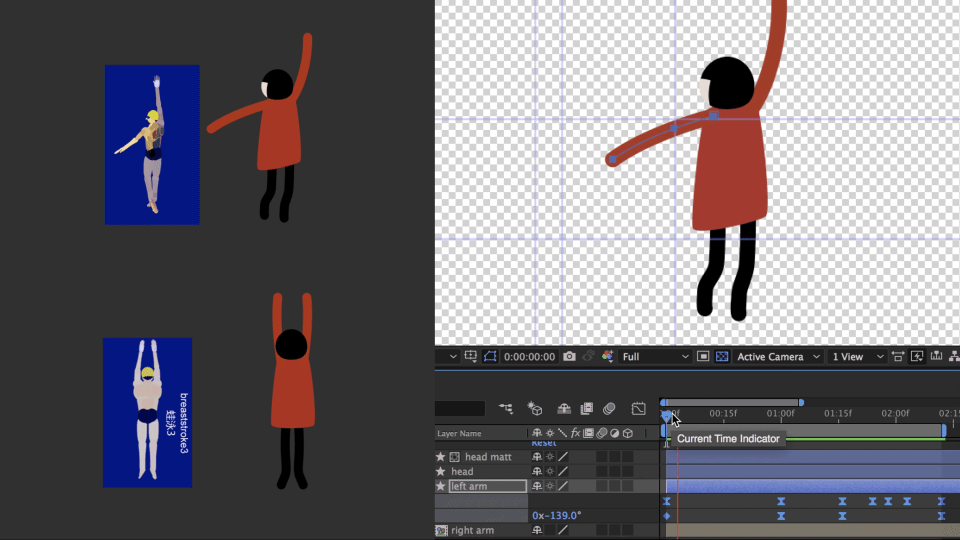 breaststroke3
蛙泳3
0:00:00:00
Full
Active Camera
1 View
00:15f
01:00f
01:15f
02:00f
02:15
Current Time Indicator
Layer Name
fx
Reset
head matt
head
left arm
0x-139.0°
right arm